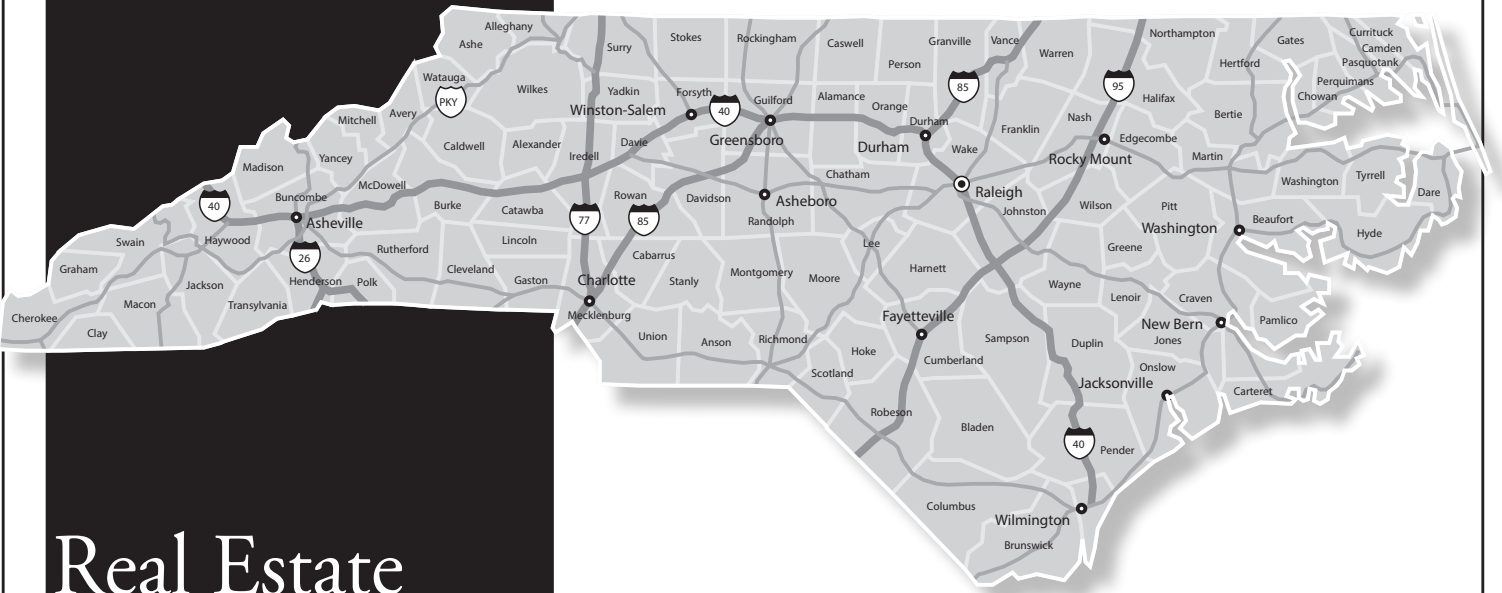 Alleghany
Ashe
Surry
Stokes
Rockingham
Caswell
Granville
Vance
Person
Warren
Northampton
Gates
Currituck
Camden
Pasquotank
Hertford
Perquimans
Chowan
Watauga
PKY
Wilkes
Yadkin
Forsyth
Winston-Salem
40
Guilford
Greensboro
Alamance
Orange
Durham
Durham
85
95
Halifax
Nash
Franklin
Edgecombe
Rocky Mount
Bertie
Martin
Mitchell
Avery
Yancey
Caldwell
Alexander
Iredell
Davie
Wake
Madison
McDowell
Buncombe
Burke
Catawba
Rowan
Davidson
Asheboro
Randolph
Chatham
Raleigh
Johnston
Wilson
Pitt
Washington
Tyrrell
Dare
40
Asheville
77
85
Washington
Beaufort
Hyde
Swain
Haywood
26
Rutherford
Lincoln
Cabarrus
Lee
Greene
Graham
Jackson
Henderson
Polk
Cleveland
Gaston
Charlotte
Stanly
Montgomery
Moore
Harnett
Wayne
Lenoir
Craven
Cherokee
Macon
Transylvania
Clay
Mecklenburg
Union
Anson
Richmond
Hoke
Scotland
Fayetteville
Cumberland
Sampson
Duplin
New Bern
Jones
Pamlico
Onslow
Jacksonville
Carteret
Robeson
Bladen
40
Pender
Columbus
Wilmington
Brunswick
Real Estate